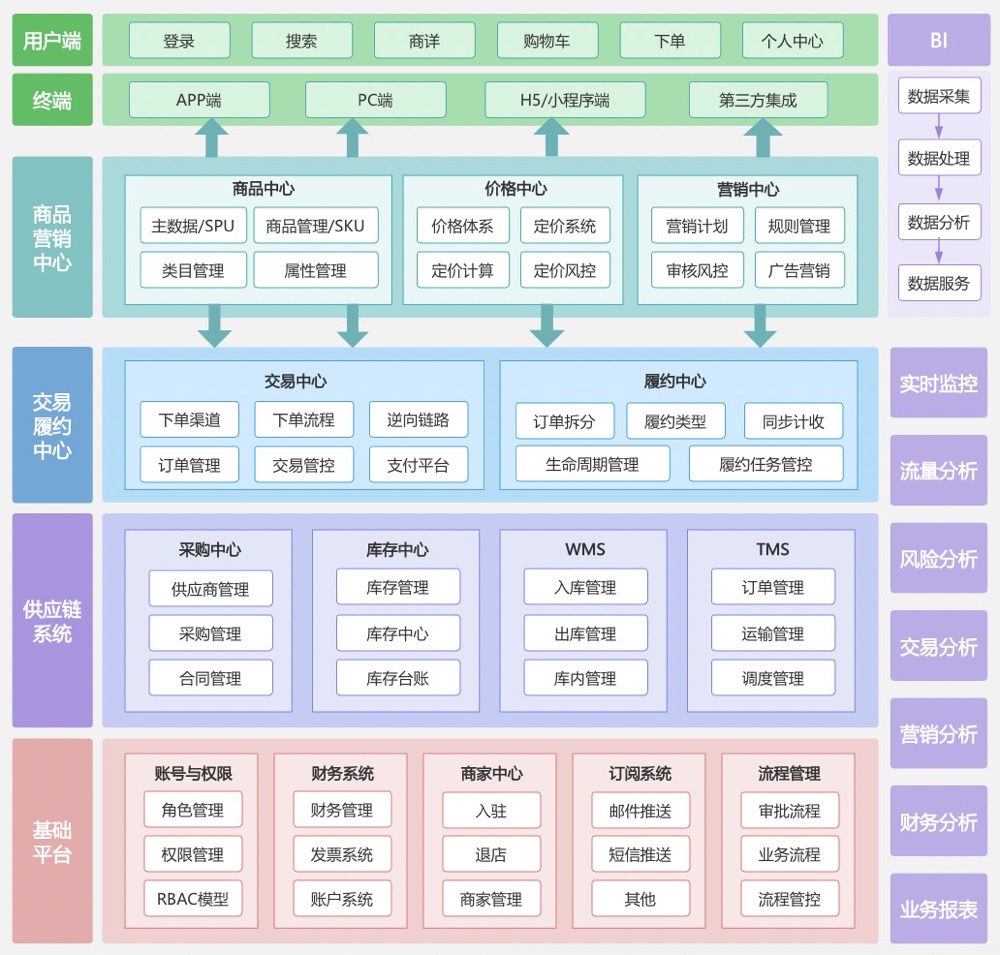 用户端
登录
搜索
商详
购物车
下单
个人中心
终端
APP端
PC端
H5/小程序端
第三方集成
商品
营销
中心
商品中心
主数据/SPU
商品管理/SKU
类目管理
属性管理
价格中心
价格体系
定价系统
定价计算
定价风控
营销中心
营销计划
规则管理
审核风控
广告营销
交易
履约
中心
交易中心
下单渠道
下单流程
逆向链路
订单管理
交易管控
支付平台
履约中心
订单拆分
履约类型
同步计收
生命周期管理
履约任务管控
供应链
系统
采购中心
供应商管理
采购管理
合同管理
库存中心
库存管理
库存中心
库存台账
WMS
入库管理
出库管理
库内管理
TMS
订单管理
运输管理
调度管理
基础
平台
账号与权限
角色管理
权限管理
RBAC模型
财务系统
财务管理
发票系统
账户系统
商家中心
入驻
退店
商家管理
订阅系统
邮件推送
短信推送
其他
流程管理
审批流程
业务流程
流程管控
BI
数据采集
数据处理
数据分析
数据服务
实时监控
流量分析
风险分析
交易分析
营销分析
财务分析
业务报表